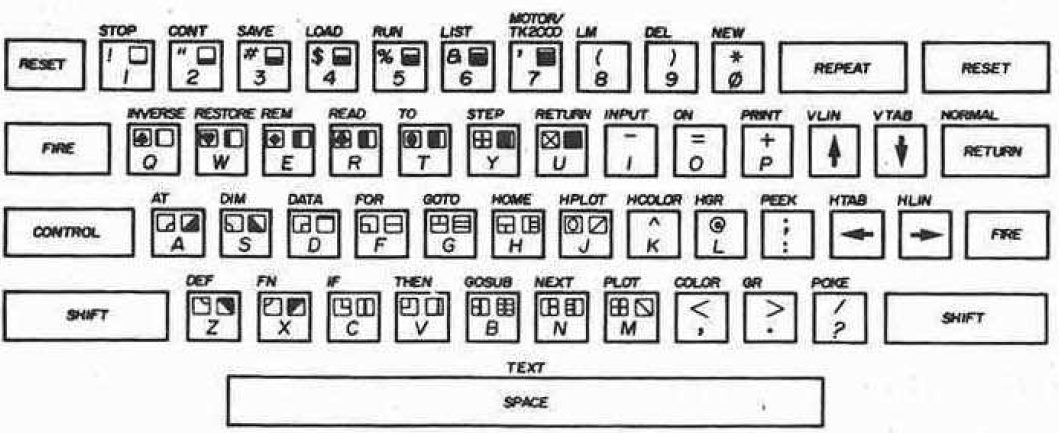 STOP CONT SAVE LOAD RUN LIST MOTOR/TK2000 LM DEL NEW
RESET ! " # $ % & ' ( ) * REPEAT RESET
1 2 3 4 5 6 7 8 9 Ø
INVERSE RESTORE REM READ TO STEP RETURN INPUT ON PRINT VLIN VTAB NORMAL
FIRE - = + RETURN
Q W E R T Y U I O P
AT DIM DATA FOR GOTO HOME HPLOT HCOLOR HGR PEEK HTAB HLIN
CONTROL ^ @ ; FIRE
A S D F G H J K L :
DEF FN IF THEN GOSUB NEXT PLOT COLOR GR POKE
SHIFT < > / SHIFT
Z X C V B N M , . ?
TEXT
SPACE